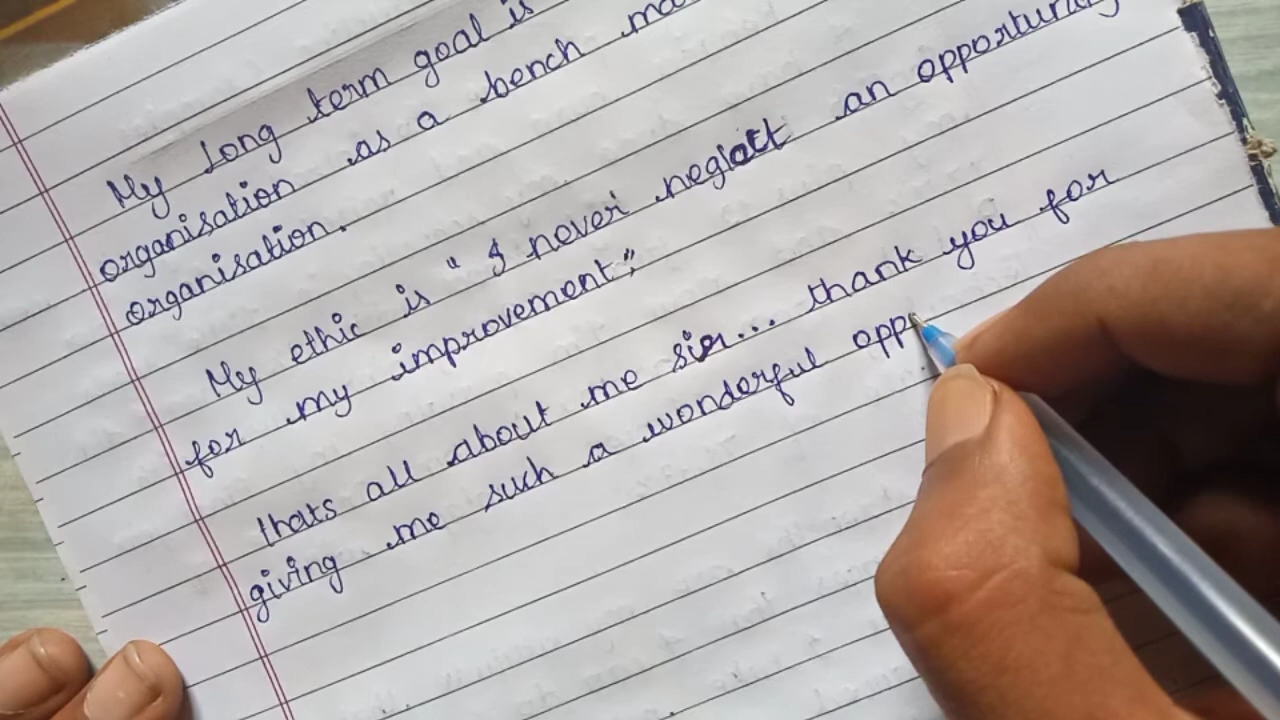 My long term goal is
organisation as a bench ma
organisation.
My ethic is " I never neglect an opportunity
for my improvement"
thats all about me sir... thank you for
giving me such a wonderful opp